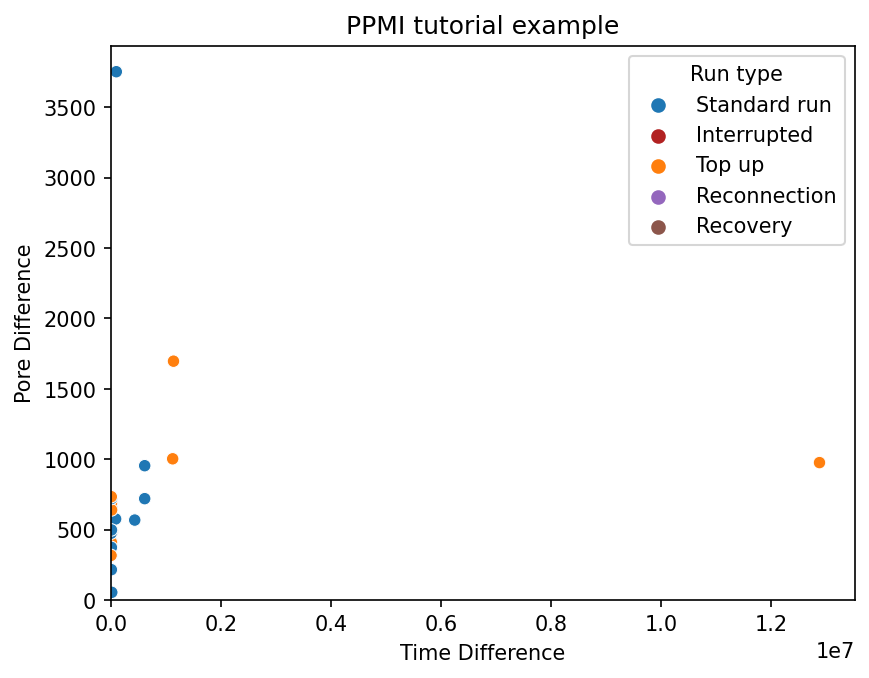 PPMI tutorial example
Run type
Standard run
Interrupted
Top up
Reconnection
Recovery
Pore Difference
3500
3000
2500
2000
1500
1000
500
0
0.0 0.2 0.4 0.6 0.8 1.0 1.2
1e7
Time Difference